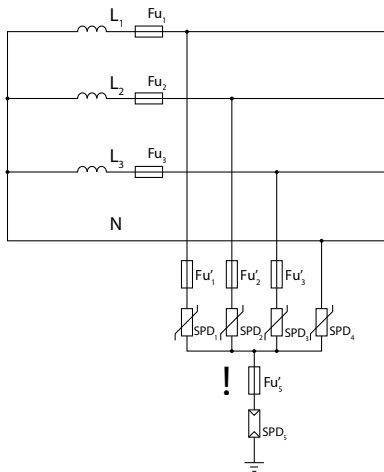 L₁ Fu₁
L₂ Fu₂
L₃ Fu₃
N
Fu'₁ Fu'₂ Fu'₃
SPD₁ SPD₂ SPD₃ SPD₄
! Fu'₅
SPD₅